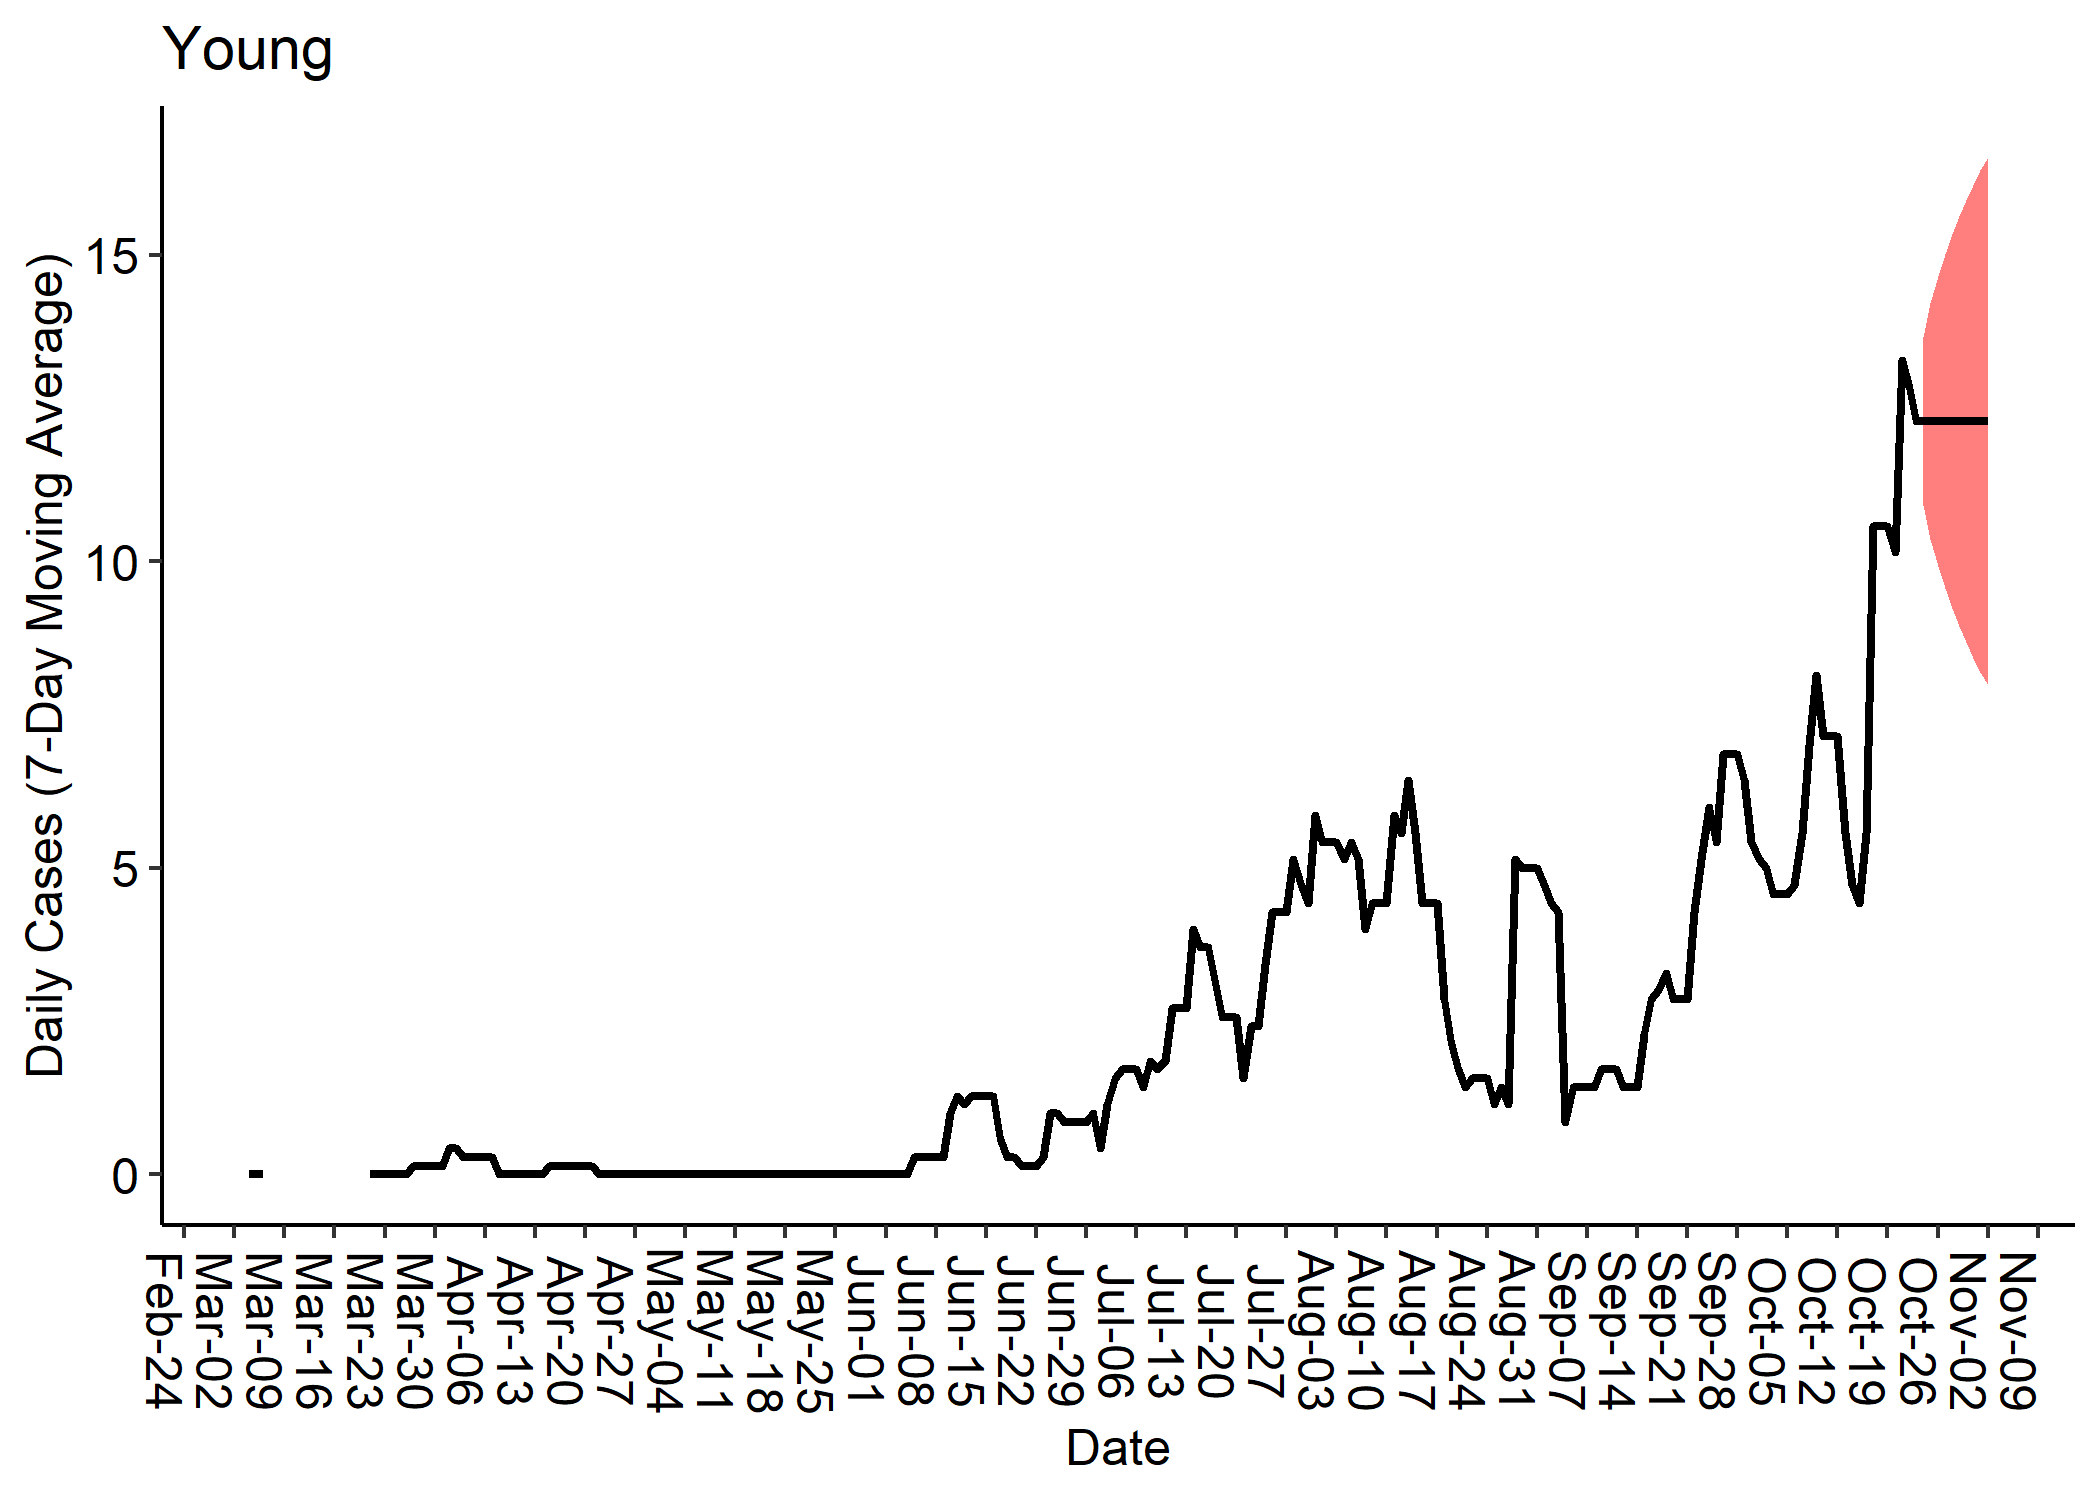 Young
Daily Cases (7-Day Moving Average)
15
10
5
0
Feb-24
Mar-02
Mar-09
Mar-16
Mar-23
Mar-30
Apr-06
Apr-13
Apr-20
Apr-27
May-04
May-11
May-18
May-25
Jun-01
Jun-08
Jun-15
Jun-22
Jun-29
Jul-06
Jul-13
Jul-20
Jul-27
Aug-03
Aug-10
Aug-17
Aug-24
Aug-31
Sep-07
Sep-14
Sep-21
Sep-28
Oct-05
Oct-12
Oct-19
Oct-26
Nov-02
Nov-09
Date